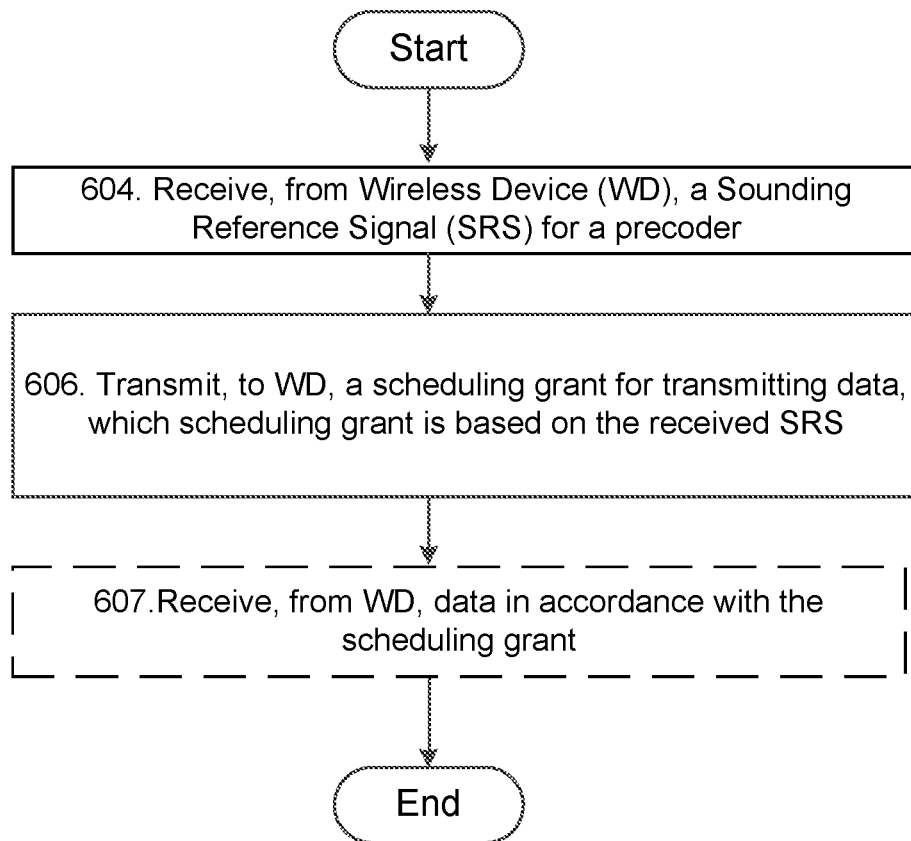 Start
604. Receive, from Wireless Device (WD), a Sounding
Reference Signal (SRS) for a precoder
606. Transmit, to WD, a scheduling grant for transmitting data,
which scheduling grant is based on the received SRS
607.Receive, from WD, data in accordance with the
scheduling grant
End